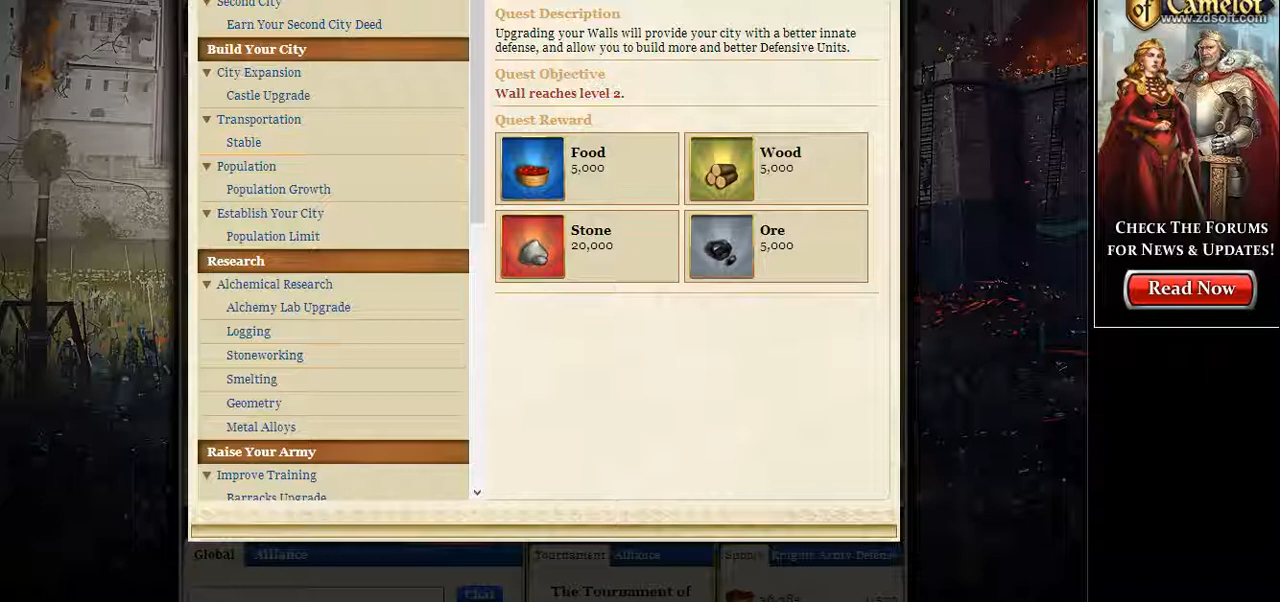 Second City
Earn Your Second City Deed
Build Your City
City Expansion
Castle Upgrade
Transportation
Stable
Population
Population Growth
Establish Your City
Population Limit
Research
Alchemical Research
Alchemy Lab Upgrade
Logging
Stoneworking
Smelting
Geometry
Metal Alloys
Raise Your Army
Improve Training
Barracks Upgrade
Quest Description
Upgrading your Walls will provide your city with a better innate
defense, and allow you to build more and better Defensive Units.
Quest Objective
Wall reaches level 2.
Quest Reward
Food
5,000
Wood
5,000
Stone
20,000
Ore
5,000
of Camelot
www.zdsoft.com
Check The Forums
for News & Updates!
Read Now
Global Alliance
Chat
Tournament Alliance
The Tournament of
Knights Army Defense